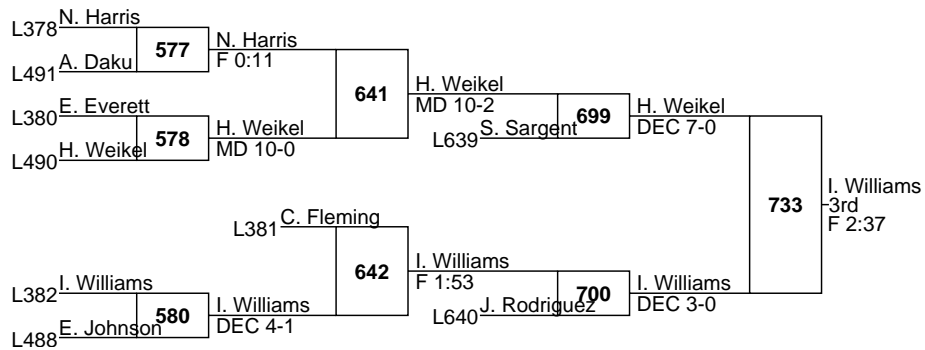 N. Harris
L378
577
N. Harris
F 0:11
A. Daku
L491
641
H. Weikel
MD 10-2
E. Everett
L380
578
H. Weikel
MD 10-0
H. Weikel
L490
699
H. Weikel
DEC 7-0
S. Sargent
L639
733
I. Williams
3rd
F 2:37
C. Fleming
L381
642
I. Williams
F 1:53
I. Williams
L382
580
I. Williams
DEC 4-1
E. Johnson
L488
700
I. Williams
DEC 3-0
J. Rodriguez
L640